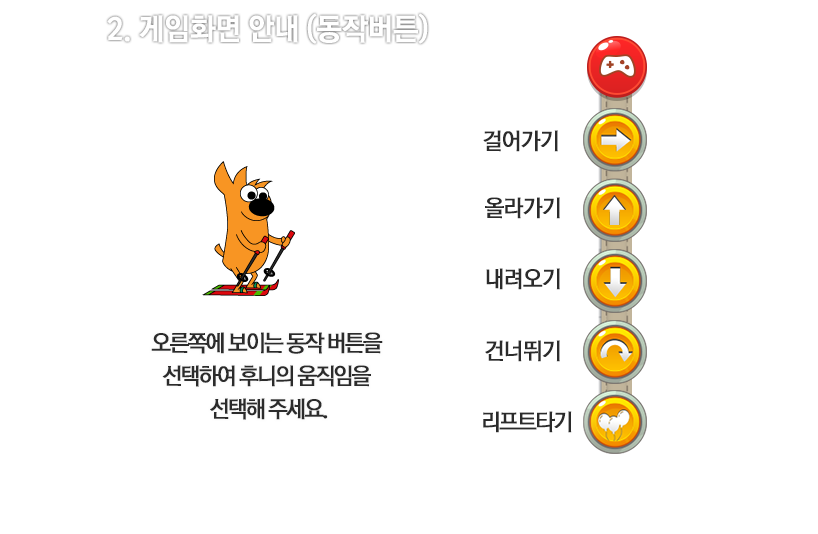 2. 게임화면 안내 (동작버튼)
걸어가기
올라가기
내려오기
건너뛰기
리프트타기
오른쪽에 보이는 동작 버튼을
선택하여 후니의 움직임을
선택해 주세요.